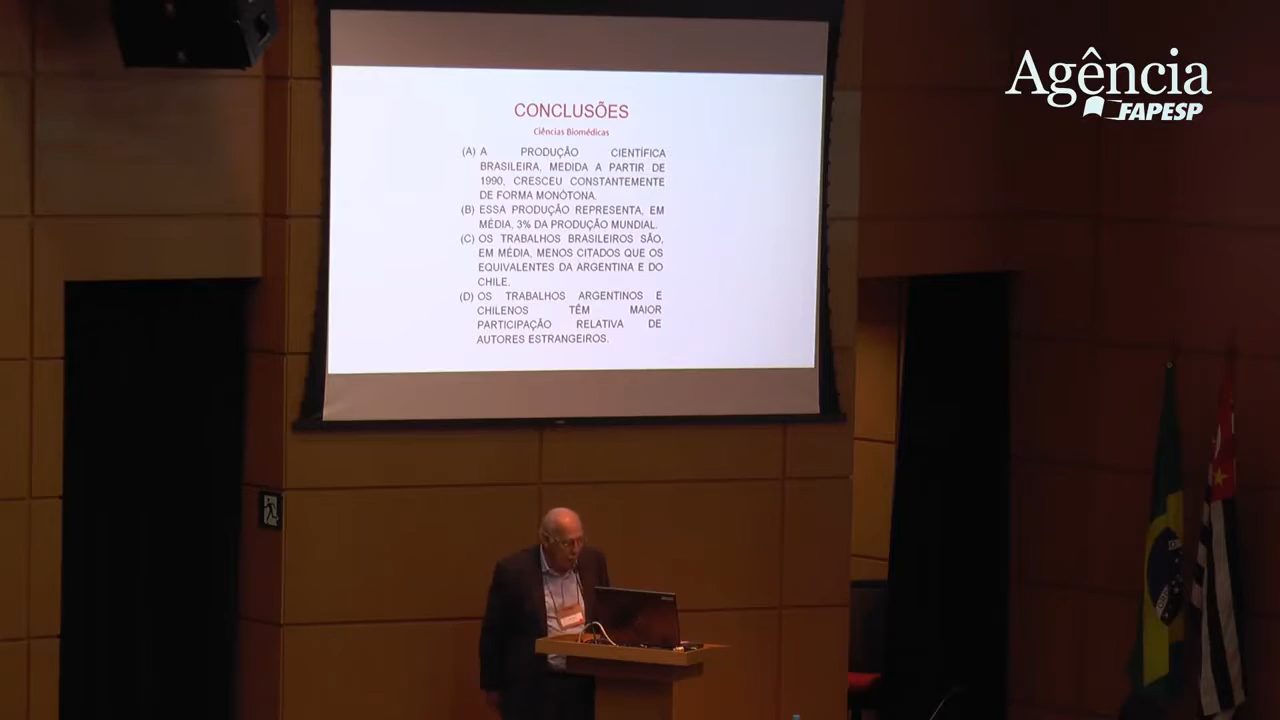 Agência
FAPESP
CONCLUSÕES
Ciências Biomédicas
(A) A PRODUÇÃO CIENTÍFICA
BRASILEIRA, MEDIDA A PARTIR DE
1990, CRESCEU CONSTANTEMENTE
DE FORMA MONÓTONA.
(B) ESSA PRODUÇÃO REPRESENTA, EM
MÉDIA, 3% DA PRODUÇÃO MUNDIAL.
(C) OS TRABALHOS BRASILEIROS SÃO,
EM MÉDIA, MENOS CITADOS QUE OS
EQUIVALENTES DA ARGENTINA E DO
CHILE.
(D) OS TRABALHOS ARGENTINOS E
CHILENOS TÊM MAIOR
PARTICIPAÇÃO RELATIVA DE
AUTORES ESTRANGEIROS.